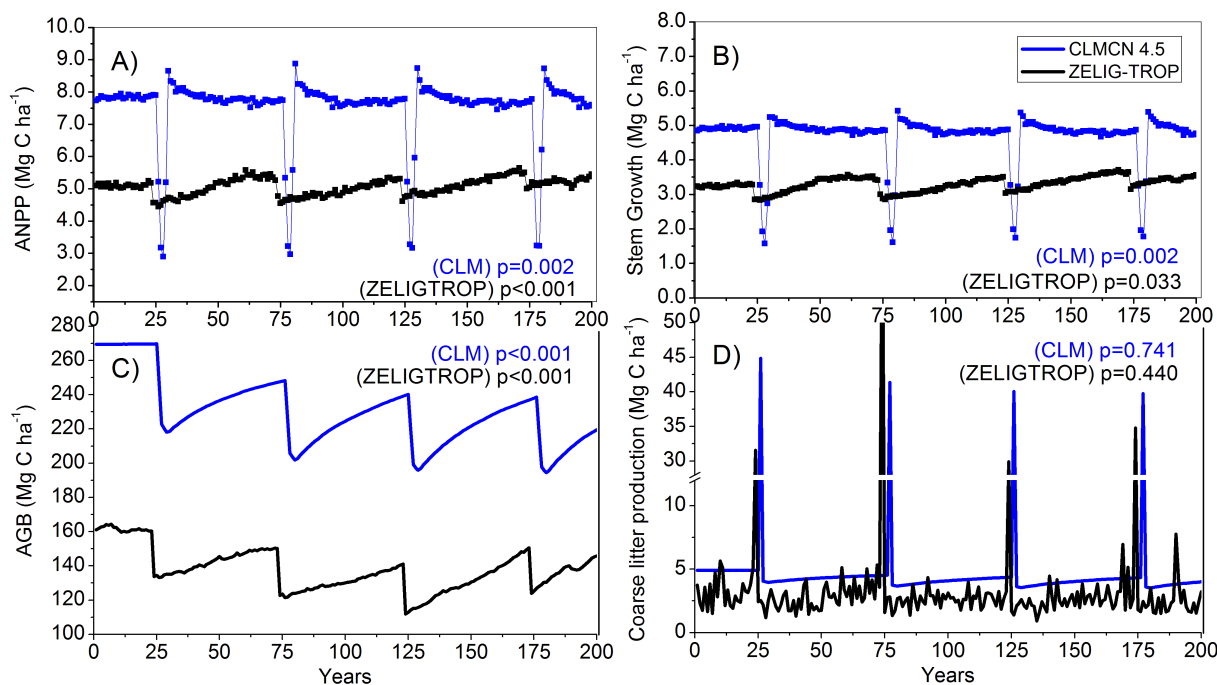 A)
ANPP (Mg C ha⁻¹)
10.0
9.0
8.0
7.0
6.0
5.0
4.0
3.0
2.0
(CLM) p=0.002
(ZELIGTROP) p<0.001
0 25 50 75 100 125 150 175 200
B)
Stem Growth (Mg C ha⁻¹)
8.0
7.0
6.0
5.0
4.0
3.0
2.0
1.0
0.0
CLMCN 4.5
ZELIG-TROP
(CLM) p=0.002
(ZELIGTROP) p=0.033
0 25 50 75 100 125 150 175 200
C)
AGB (Mg C ha⁻¹)
280
260
240
220
200
180
160
140
120
100
(CLM) p<0.001
(ZELIGTROP) p<0.001
0 25 50 75 100 125 150 175 200
Years
D)
Coarse litter production (Mg C ha⁻¹)
50
45
40
35
30
25
10
5
0
(CLM) p=0.741
(ZELIGTROP) p=0.440
0 25 50 75 100 125 150 175 200
Years